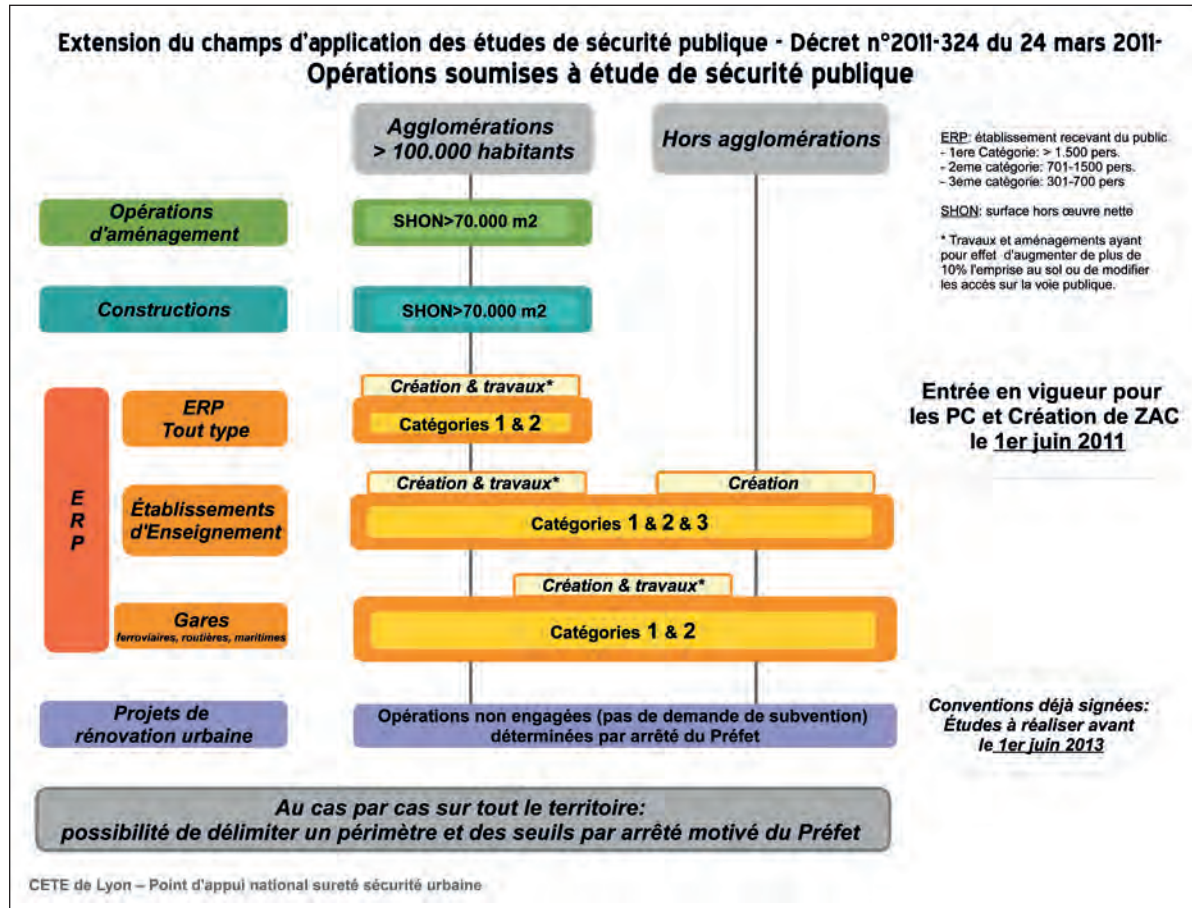 Extension du champs d'application des études de sécurité publique - Décret n°2011-324 du 24 mars 2011-
Opérations soumises à étude de sécurité publique
Agglomérations
> 100.000 habitants
Hors agglomérations
ERP: établissement recevant du public
- 1ere Catégorie: > 1.500 pers.
- 2eme catégorie: 701-1500 pers.
- 3eme catégorie: 301-700 pers
SHON: surface hors œuvre nette
* Travaux et aménagements ayant
pour effet d'augmenter de plus de
10% l'emprise au sol ou de modifier
les accès sur la voie publique.
Opérations
d'aménagement
SHON>70.000 m2
Constructions
SHON>70.000 m2
Entrée en vigueur pour
les PC et Création de ZAC
le 1er juin 2011
E
R
P
ERP
Tout type
Création & travaux*
Catégories 1 & 2
Établissements
d'Enseignement
Création & travaux*
Création
Catégories 1 & 2 & 3
Gares
ferroviaires, routières, maritimes
Création & travaux*
Catégories 1 & 2
Projets de
rénovation urbaine
Opérations non engagées (pas de demande de subvention)
déterminées par arrêté du Préfet
Conventions déjà signées:
Études à réaliser avant
le 1er juin 2013
Au cas par cas sur tout le territoire:
possibilité de délimiter un périmètre et des seuils par arrêté motivé du Préfet
CETE de Lyon – Point d'appui national sureté sécurité urbaine